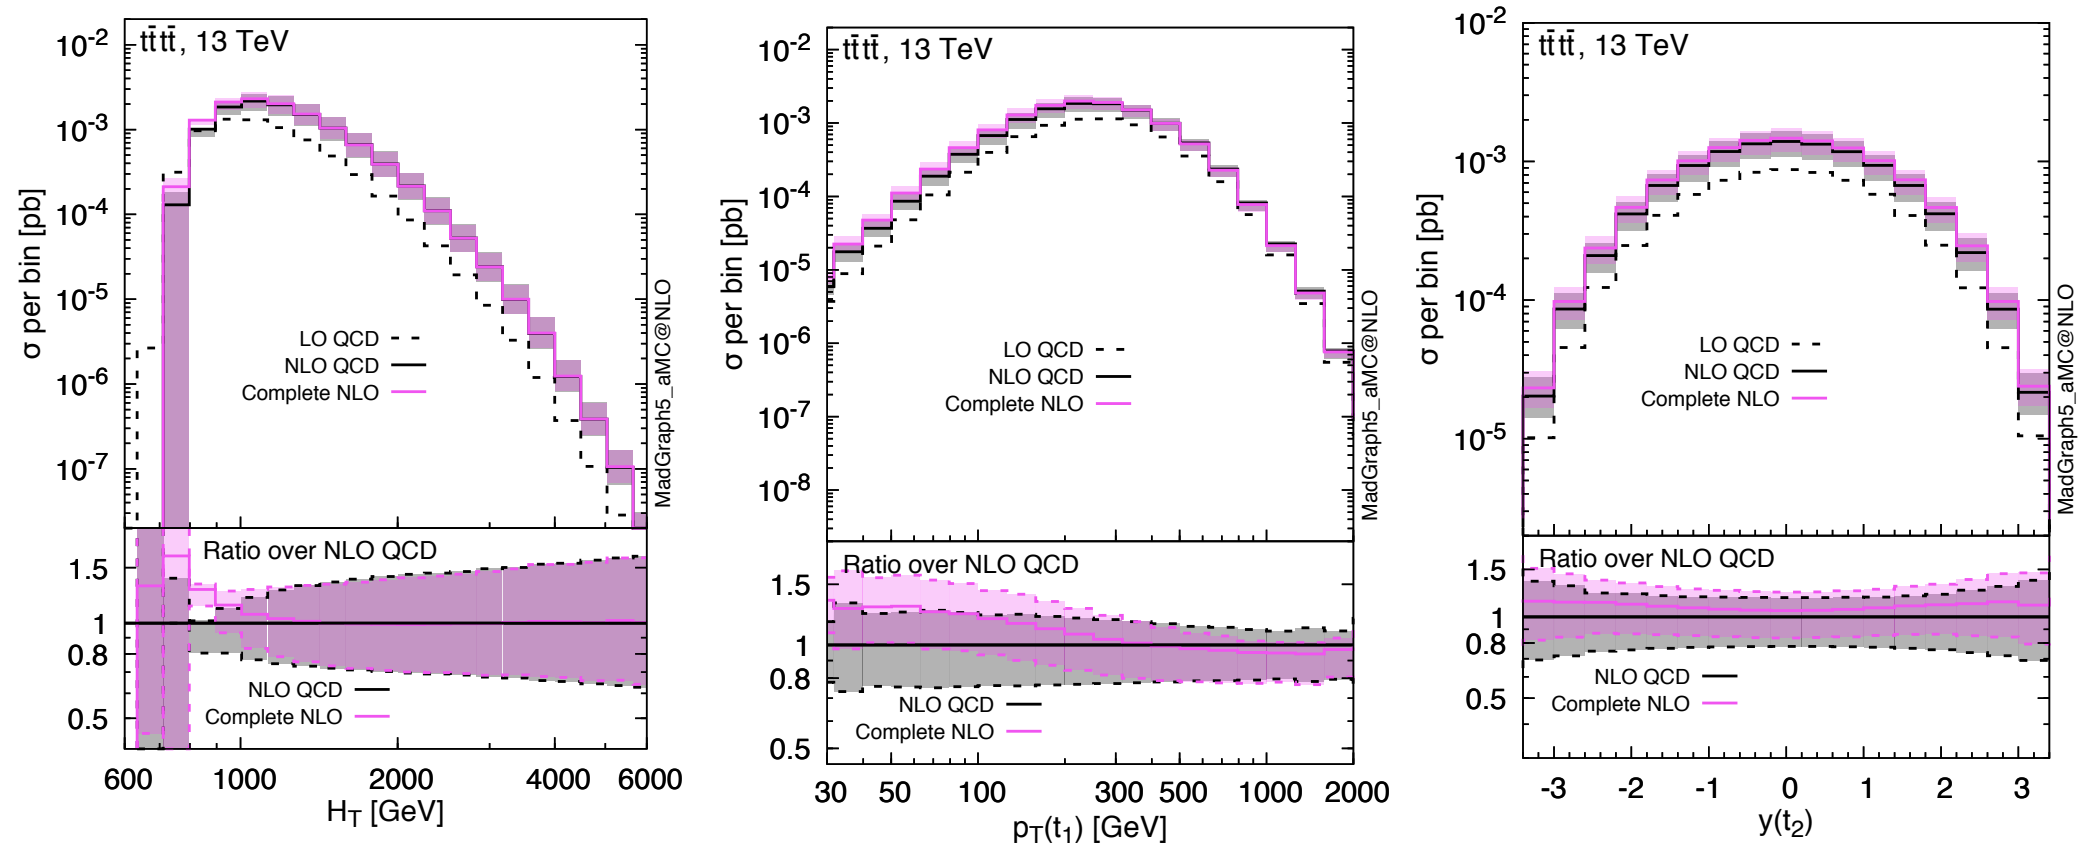 tt̄tt̄, 13 TeV
10⁻²
10⁻³
10⁻⁴
10⁻⁵
10⁻⁶
10⁻⁷
σ per bin [pb]
LO QCD
NLO QCD
Complete NLO
MadGraph5_aMC@NLO
Ratio over NLO QCD
1.5
1
0.8
0.5
NLO QCD
Complete NLO
600 1000 2000 4000 6000
H_T [GeV]
tt̄tt̄, 13 TeV
10⁻²
10⁻³
10⁻⁴
10⁻⁵
10⁻⁶
10⁻⁷
10⁻⁸
σ per bin [pb]
LO QCD
NLO QCD
Complete NLO
MadGraph5_aMC@NLO
Ratio over NLO QCD
1.5
1
0.8
0.5
NLO QCD
Complete NLO
30 50 100 300 1000 2000
p_T(t₁) [GeV]
10⁻²
tt̄tt̄, 13 TeV
10⁻³
10⁻⁴
10⁻⁵
σ per bin [pb]
LO QCD
NLO QCD
Complete NLO
MadGraph5_aMC@NLO
Ratio over NLO QCD
1.5
1
0.8
0.5
NLO QCD
Complete NLO
-3 -2 -1 0 1 2 3
y(t₂)